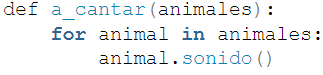 def a_cantar(animales):
    for animal in animales:
        animal.sonido()